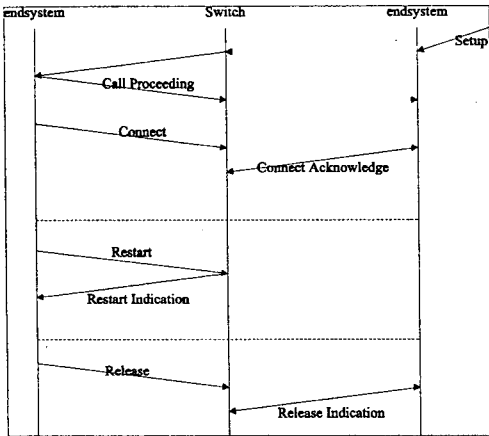 endsystem
Switch
endsystem
Setup
Call Proceeding
Connect
Connect Acknowledge
Restart
Restart Indication
Release
Release Indication